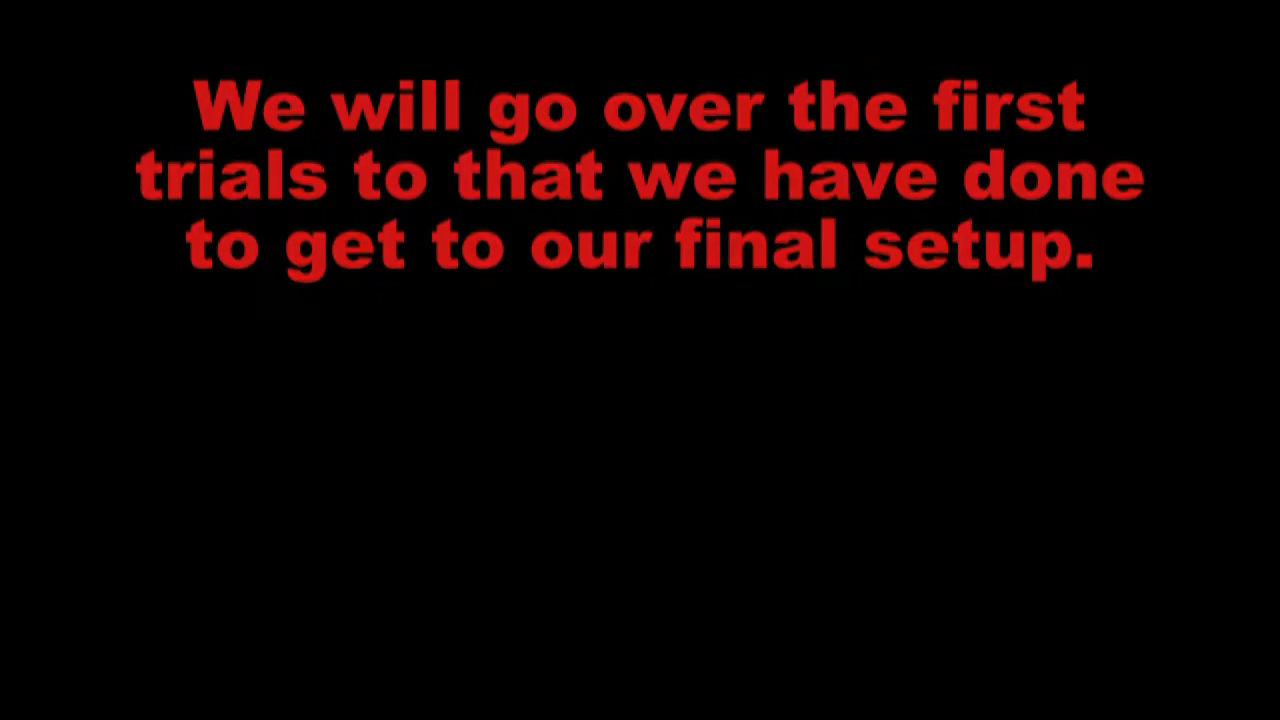 We will go over the first
trials to that we have done
to get to our final setup.